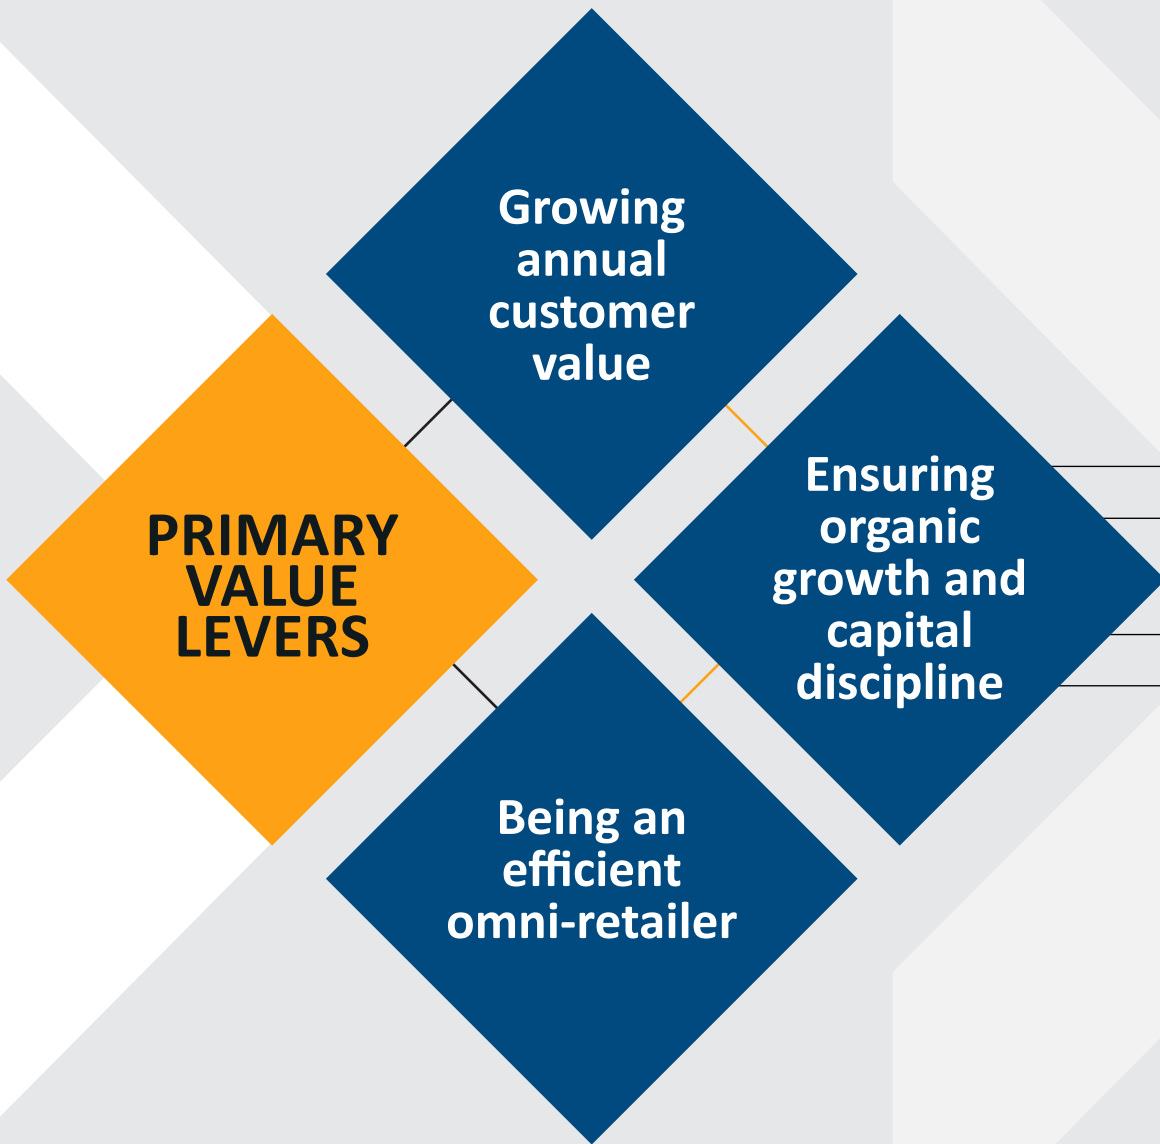 PRIMARY
VALUE
LEVERS
Growing
annual
customer
value
Ensuring
organic
growth and
capital
discipline
Being an
efficient
omni-retailer